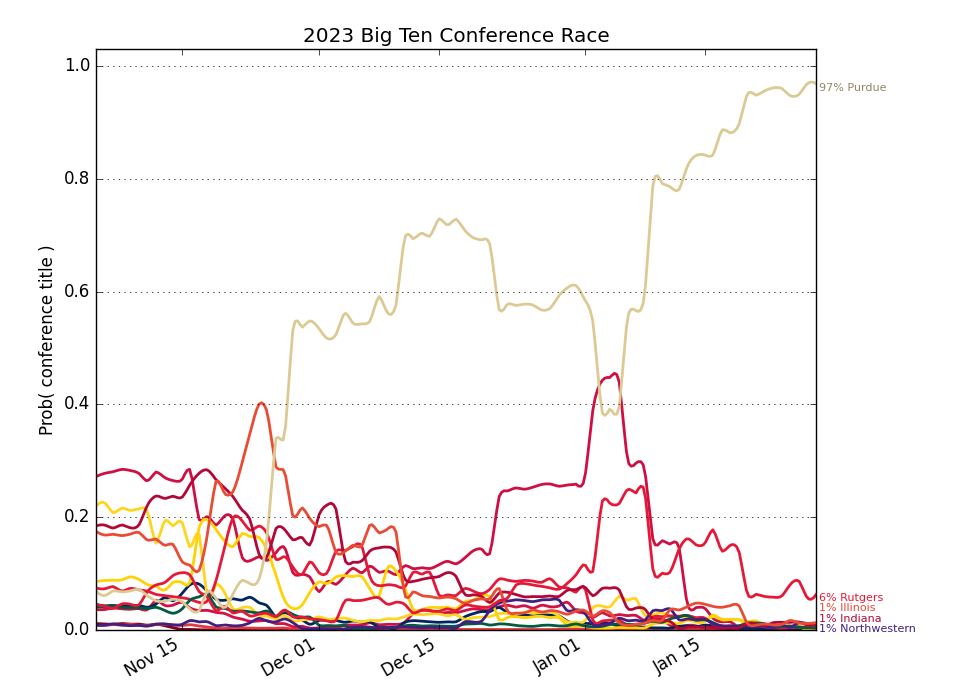 2023 Big Ten Conference Race
1.0
0.8
0.6
0.4
0.2
0.0
Prob( conference title )
Nov 15
Dec 01
Dec 15
Jan 01
Jan 15
97% Purdue
6% Rutgers
1% Illinois
1% Indiana
1% Northwestern